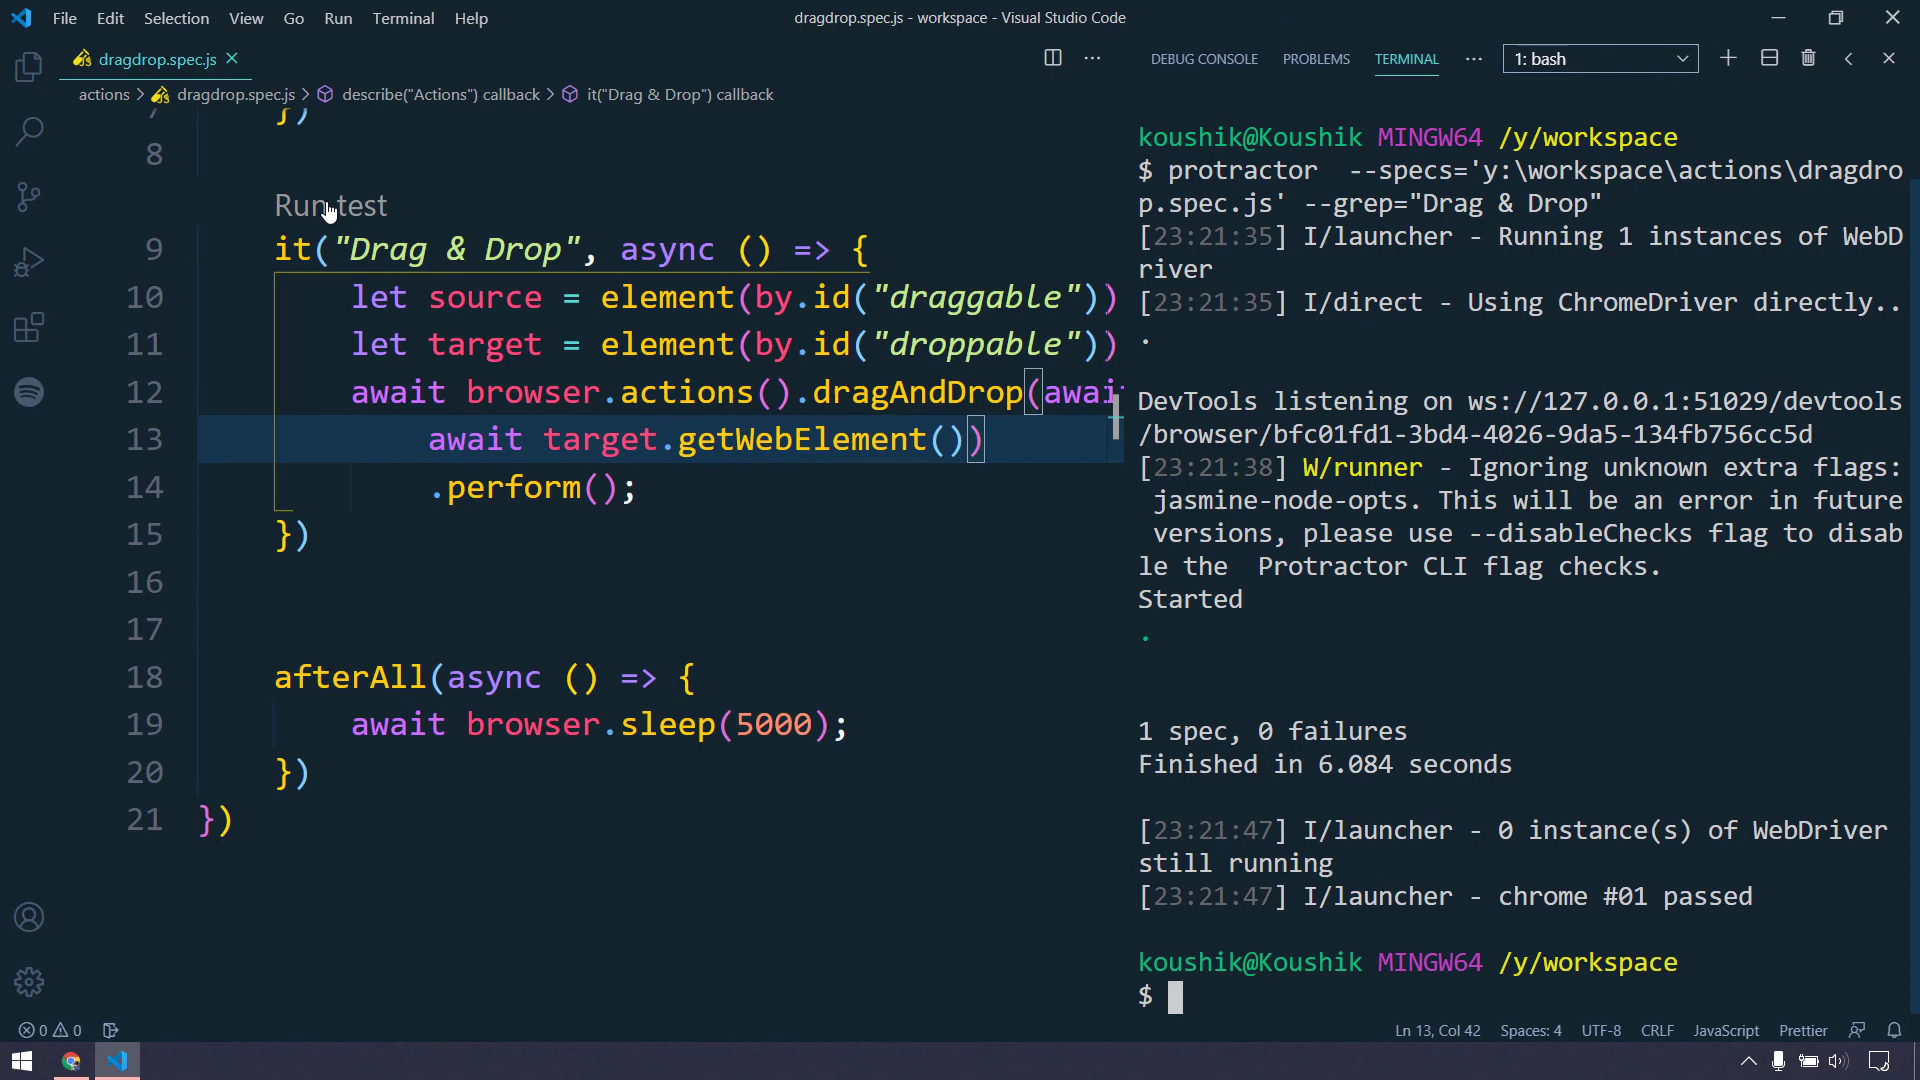 File Edit Selection View Go Run Terminal Help
dragdrop.spec.js - workspace - Visual Studio Code
dragdrop.spec.js
actions > dragdrop.spec.js > describe("Actions") callback > it("Drag & Drop") callback
7 })
8
Run test
9 it("Drag & Drop", async () => {
10 let source = element(by.id("draggable"))
11 let target = element(by.id("droppable"))
12 await browser.actions().dragAndDrop(await
13 await target.getWebElement())
14 .perform();
15 })
16
17
18 afterAll(async () => {
19 await browser.sleep(5000);
20 })
21 })
DEBUG CONSOLE PROBLEMS TERMINAL ··· 1: bash
koushik@Koushik MINGW64 /y/workspace
$ protractor  --specs='y:\workspace\actions\dragdro
p.spec.js' --grep="Drag & Drop"
[23:21:35] I/launcher - Running 1 instances of WebD
river
[23:21:35] I/direct - Using ChromeDriver directly..
.
DevTools listening on ws://127.0.0.1:51029/devtools
/browser/bfc01fd1-3bd4-4026-9da5-134fb756cc5d
[23:21:38] W/runner - Ignoring unknown extra flags:
jasmine-node-opts. This will be an error in future
versions, please use --disableChecks flag to disab
le the  Protractor CLI flag checks.
Started
.
1 spec, 0 failures
Finished in 6.084 seconds
[23:21:47] I/launcher - 0 instance(s) of WebDriver
still running
[23:21:47] I/launcher - chrome #01 passed
koushik@Koushik MINGW64 /y/workspace
$
0 0
Ln 13, Col 42 Spaces: 4 UTF-8 CRLF JavaScript Prettier